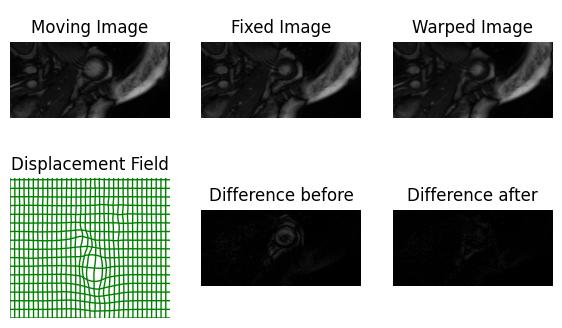 Moving Image
Fixed Image
Warped Image
Displacement Field
Difference before
Difference after